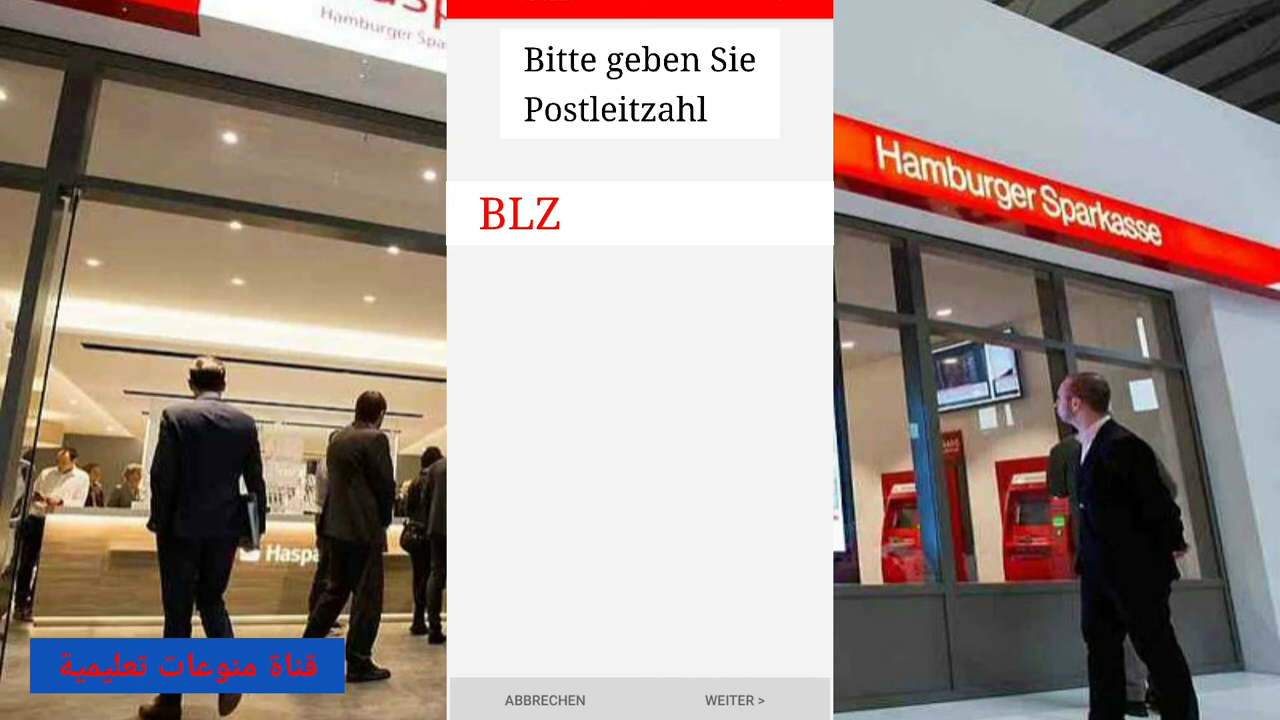 Hamburger Spa
Bitte geben Sie
Postleitzahl
BLZ
Hamburger Sparkasse
Haspa
قناة منوعات تعليمية
ABBRECHEN
WEITER >